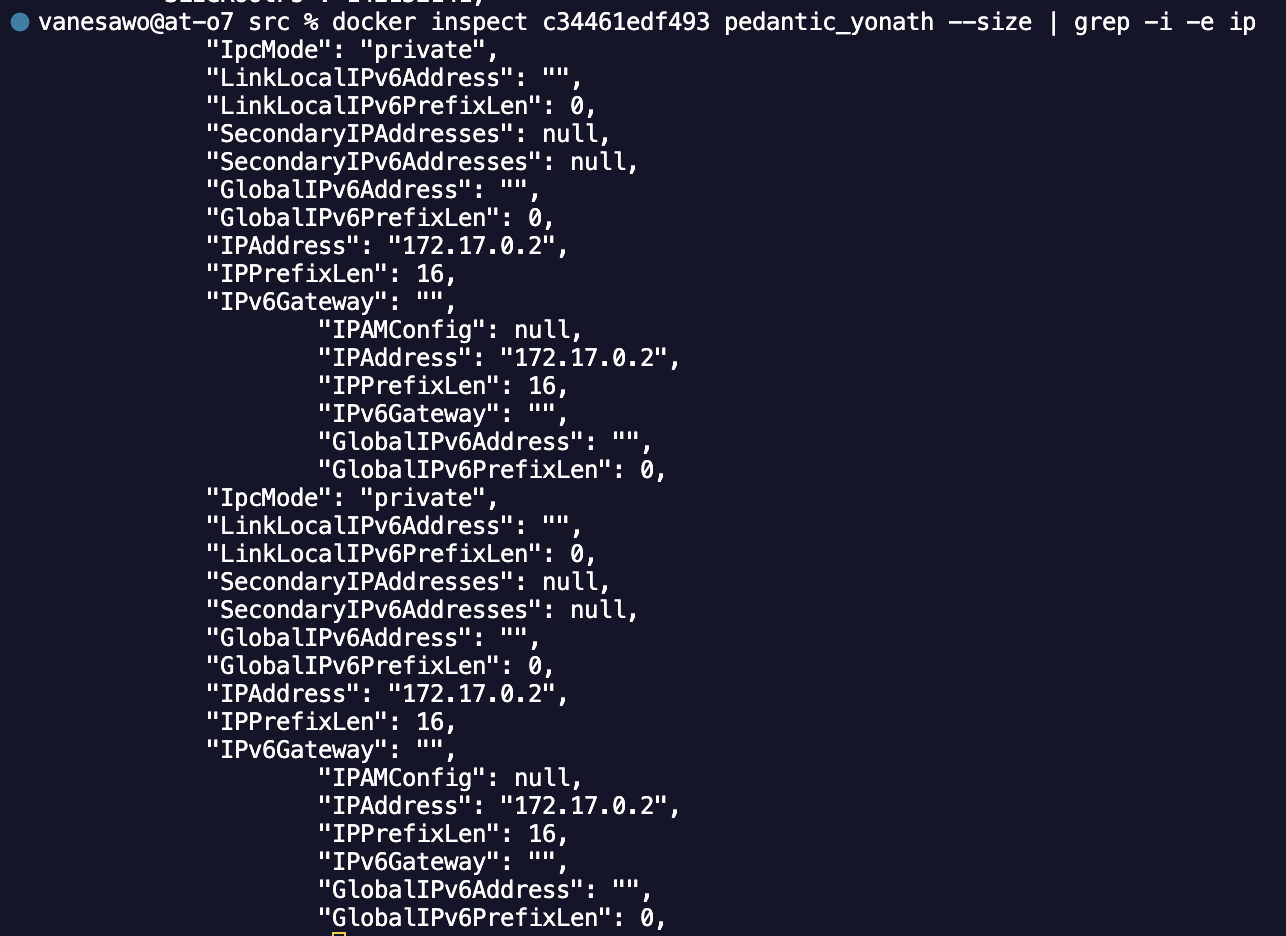 vanesawo@at-o7 src % docker inspect c34461edf493 pedantic_yonath --size | grep -i -e ip
"IpcMode": "private",
"LinkLocalIPv6Address": "",
"LinkLocalIPv6PrefixLen": 0,
"SecondaryIPAddresses": null,
"SecondaryIPv6Addresses": null,
"GlobalIPv6Address": "",
"GlobalIPv6PrefixLen": 0,
"IPAddress": "172.17.0.2",
"IPPrefixLen": 16,
"IPv6Gateway": "",
"IPAMConfig": null,
"IPAddress": "172.17.0.2",
"IPPrefixLen": 16,
"IPv6Gateway": "",
"GlobalIPv6Address": "",
"GlobalIPv6PrefixLen": 0,
"IpcMode": "private",
"LinkLocalIPv6Address": "",
"LinkLocalIPv6PrefixLen": 0,
"SecondaryIPAddresses": null,
"SecondaryIPv6Addresses": null,
"GlobalIPv6Address": "",
"GlobalIPv6PrefixLen": 0,
"IPAddress": "172.17.0.2",
"IPPrefixLen": 16,
"IPv6Gateway": "",
"IPAMConfig": null,
"IPAddress": "172.17.0.2",
"IPPrefixLen": 16,
"IPv6Gateway": "",
"GlobalIPv6Address": "",
"GlobalIPv6PrefixLen": 0,